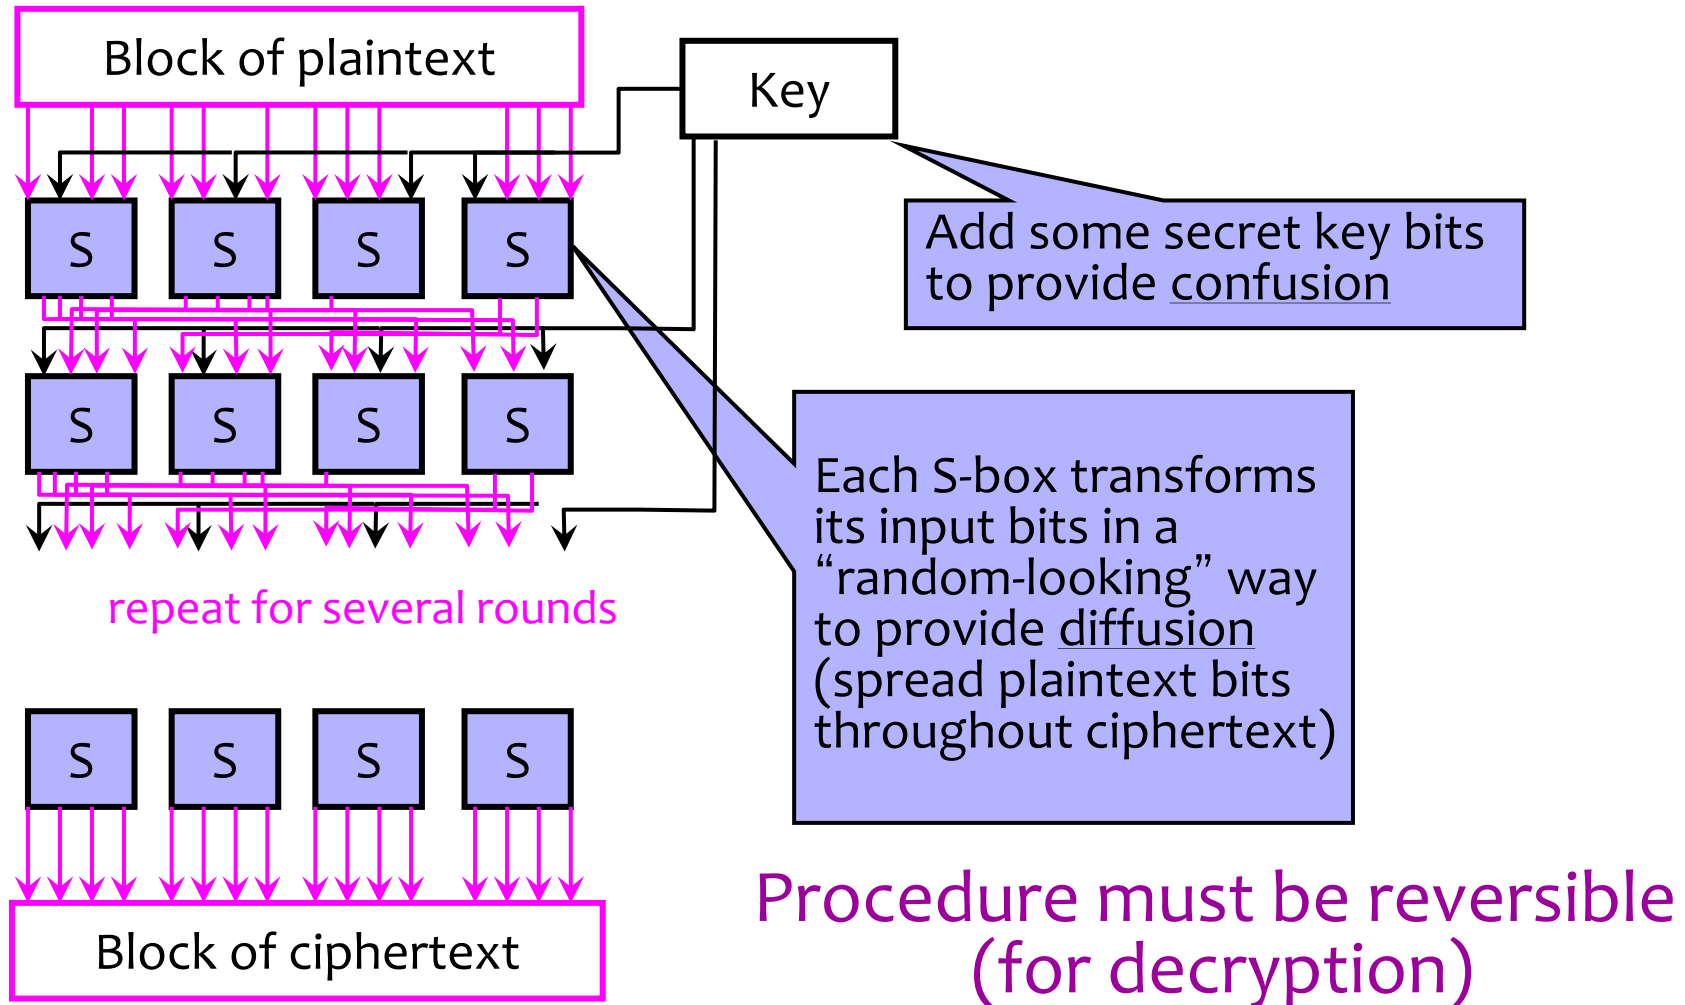 Block of plaintext
Key
S S S S
Add some secret key bits
to provide confusion
S S S S
Each S-box transforms
its input bits in a
“random-looking” way
to provide diffusion
(spread plaintext bits
throughout ciphertext)
repeat for several rounds
S S S S
Block of ciphertext
Procedure must be reversible
(for decryption)